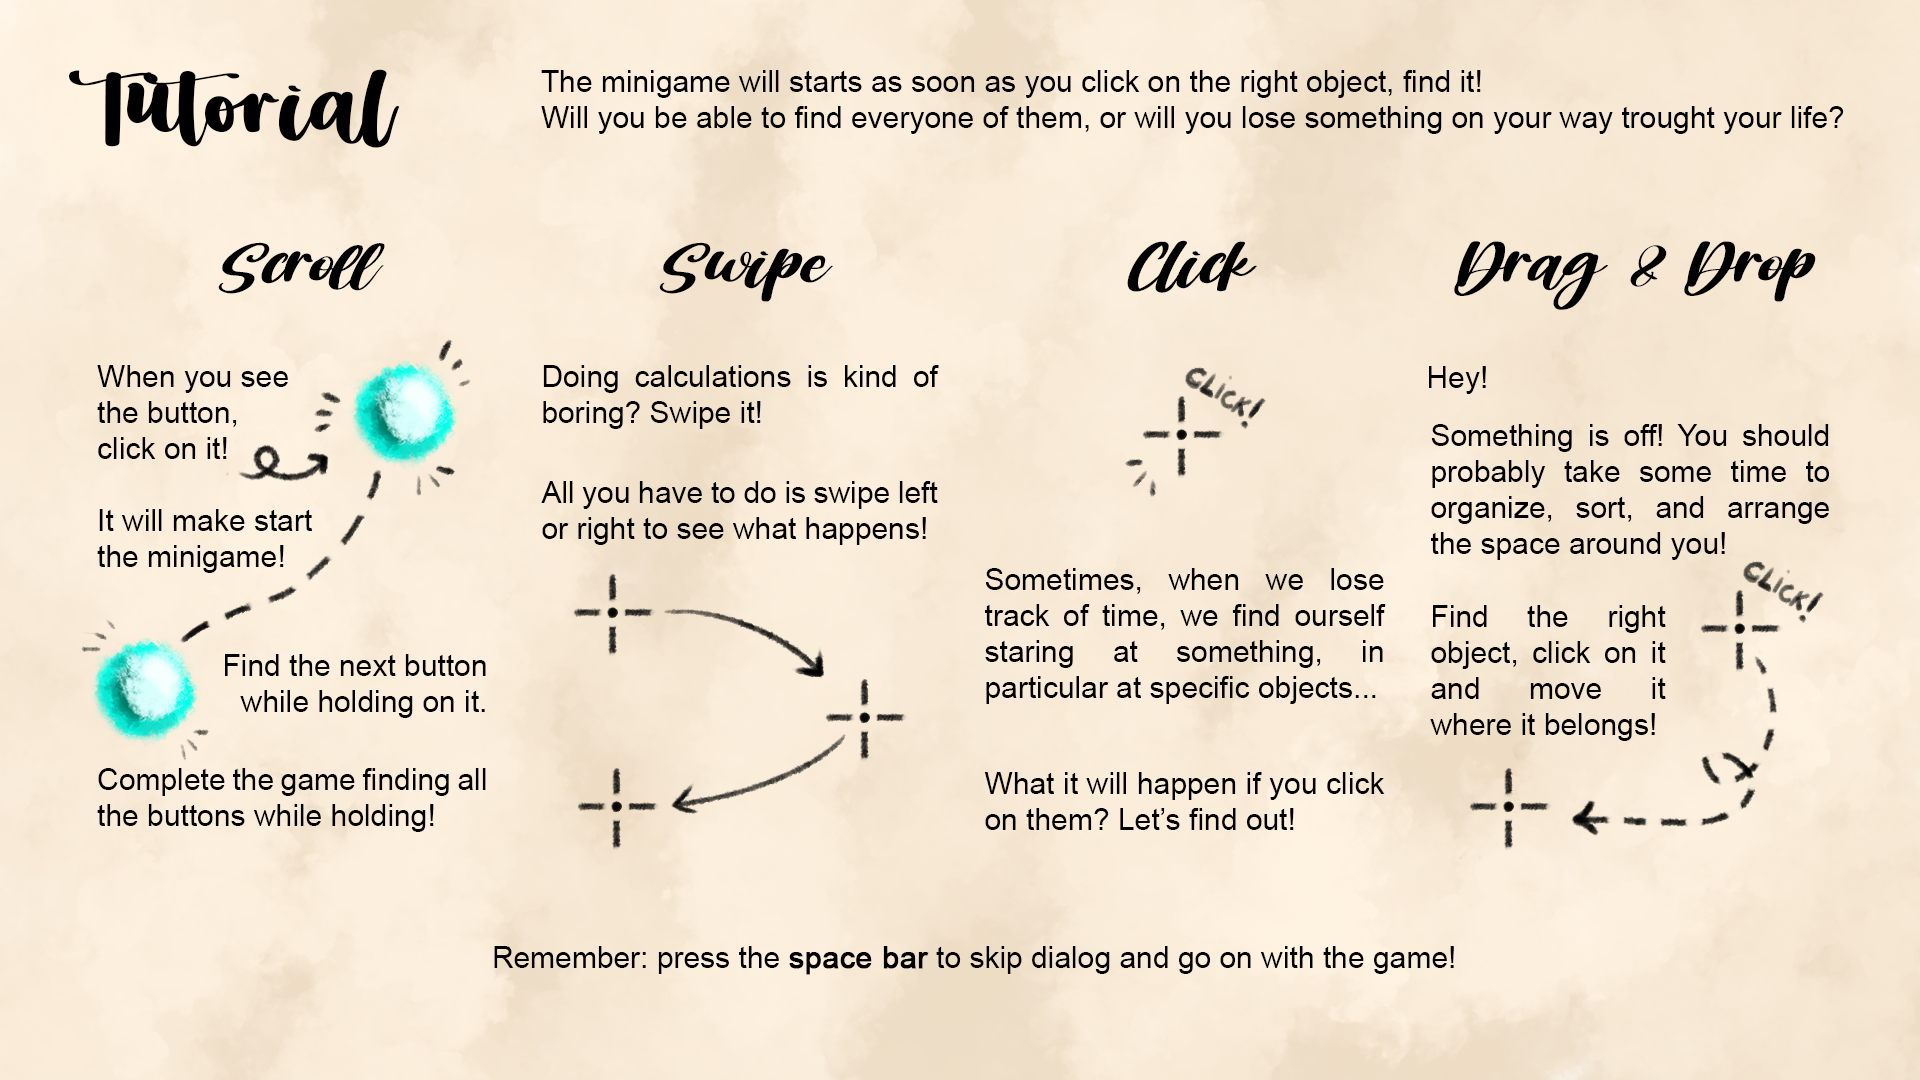 Tutorial
The minigame will starts as soon as you click on the right object, find it!
Will you be able to find everyone of them, or will you lose something on your way trought your life?
Scroll
When you see
the button,
click on it!
It will make start
the minigame!
Find the next button
while holding on it.
Complete the game finding all
the buttons while holding!
Swipe
Doing calculations is kind of
boring? Swipe it!
All you have to do is swipe left
or right to see what happens!
Click
CLICK!
Sometimes, when we lose
track of time, we find ourself
staring at something, in
particular at specific objects...
What it will happen if you click
on them? Let’s find out!
Drag & Drop
Hey!
Something is off! You should
probably take some time to
organize, sort, and arrange
the space around you!
CLICK!
Find the right
object, click on it
and move it
where it belongs!
Remember: press the space bar to skip dialog and go on with the game!